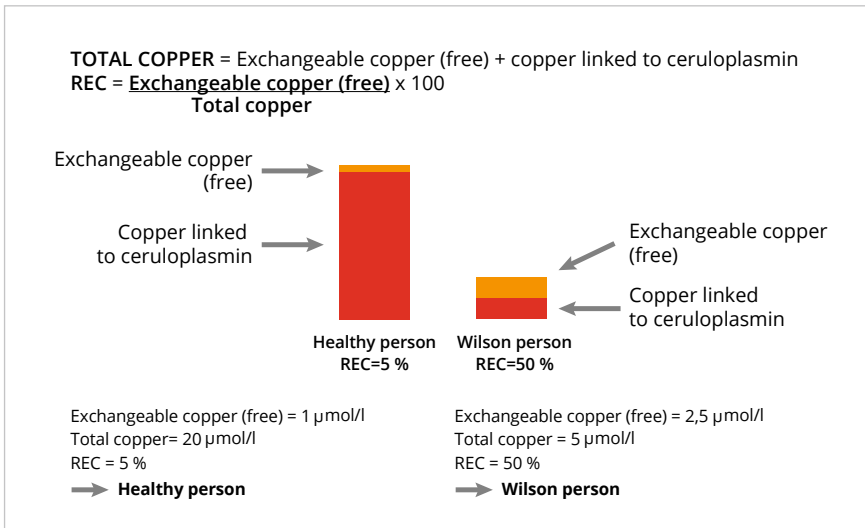 TOTAL COPPER = Exchangeable copper (free) + copper linked to ceruloplasmin
REC = Exchangeable copper (free) x 100
Total copper
Exchangeable copper
(free)
Copper linked
to ceruloplasmin
Exchangeable copper
(free)
Copper linked
to ceruloplasmin
Healthy person
REC=5 %
Wilson person
REC=50 %
Exchangeable copper (free) = 1 µmol/l
Total copper= 20 µmol/l
REC = 5 %
Healthy person
Exchangeable copper (free) = 2,5 µmol/l
Total copper = 5 µmol/l
REC = 50 %
Wilson person